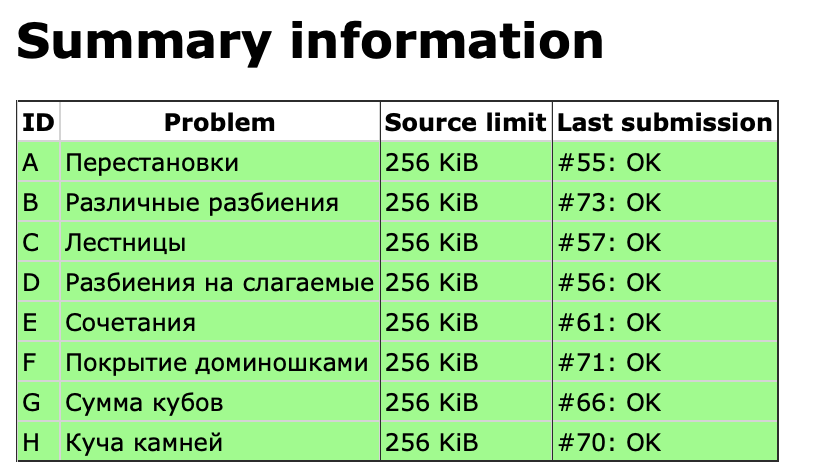 Summary information
ID Problem Source limit Last submission
A Перестановки 256 KiB #55: OK
B Различные разбиения 256 KiB #73: OK
C Лестницы 256 KiB #57: OK
D Разбиения на слагаемые 256 KiB #56: OK
E Сочетания 256 KiB #61: OK
F Покрытие доминошками 256 KiB #71: OK
G Сумма кубов 256 KiB #66: OK
H Куча камней 256 KiB #70: OK